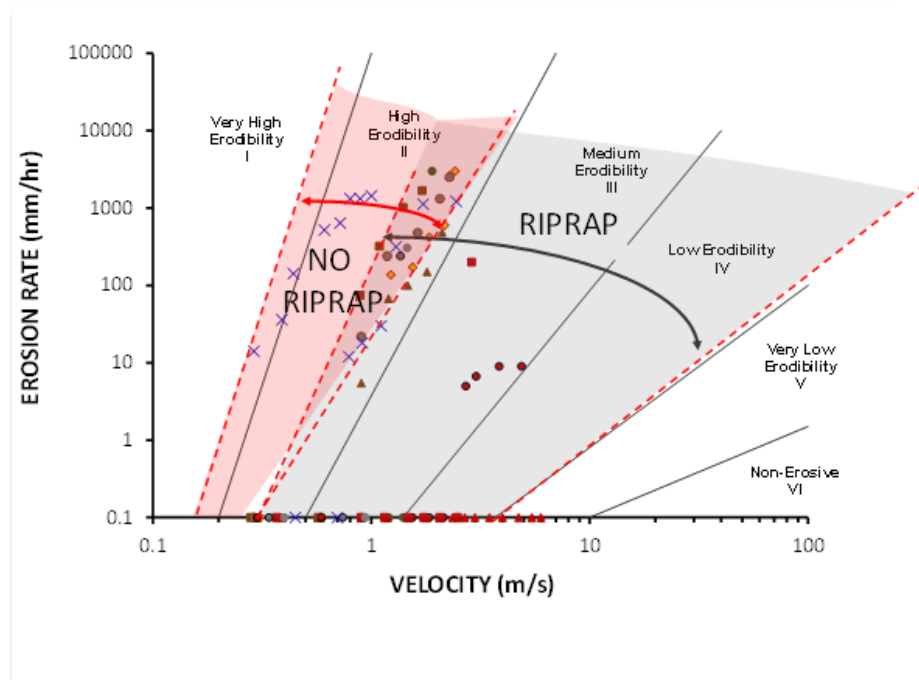 100000
10000
1000
100
10
1
0.1
EROSION RATE (mm/hr)
Very High
Erodibility
I
High
Erodibility
II
Medium
Erodibility
III
RIPRAP
NO
RIPRAP
Low Erodibility
IV
Very Low
Erodibility
V
Non-Erosive
VI
0.1
1
10
100
VELOCITY (m/s)